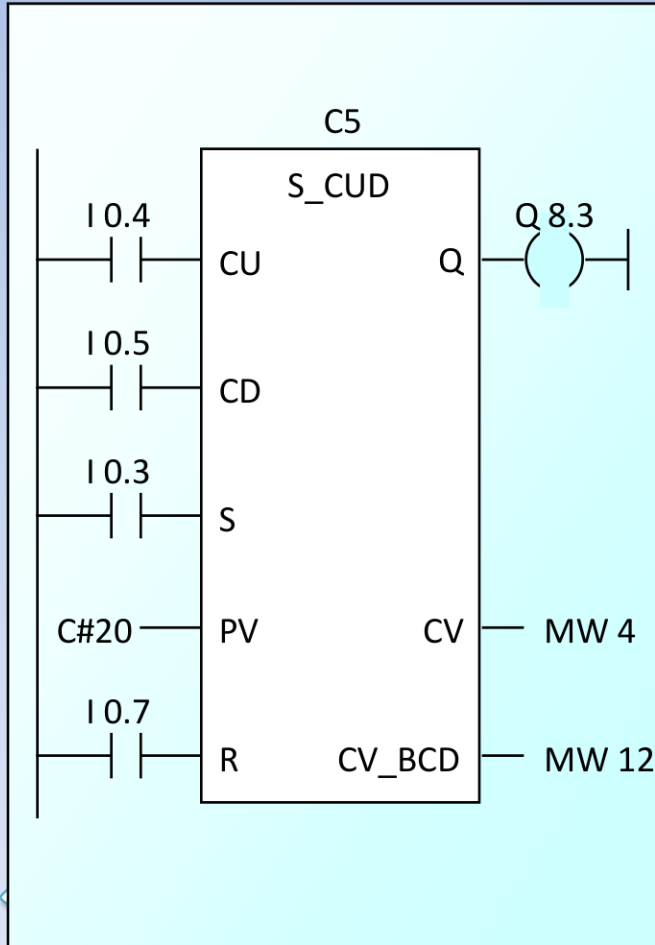 C5
S_CUD
I 0.4
Q 8.3
CU
Q
I 0.5
CD
I 0.3
S
C#20
PV
CV
MW 4
I 0.7
R
CV_BCD
MW 12